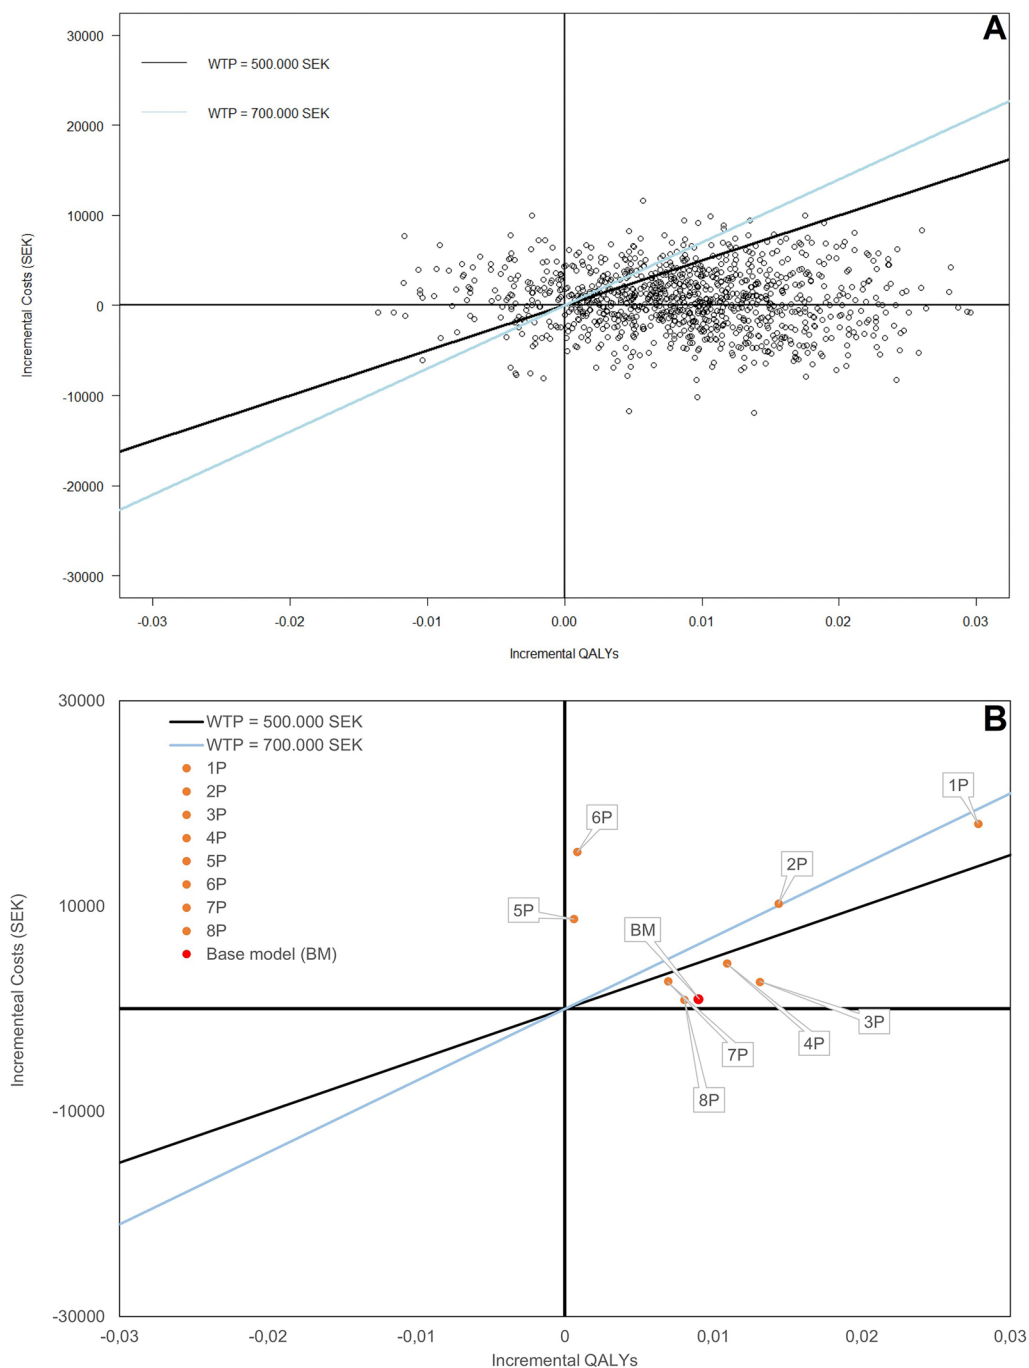 A
WTP = 500.000 SEK
WTP = 700.000 SEK
30000
20000
10000
0
-10000
-20000
-30000
Incremental Costs (SEK)
-0.03
-0.02
-0.01
0.00
0.01
0.02
0.03
Incremental QALYs
B
WTP = 500.000 SEK
WTP = 700.000 SEK
1P
2P
3P
4P
5P
6P
7P
8P
Base model (BM)
1P
6P
2P
5P
BM
3P
4P
7P
8P
30000
10000
-10000
-30000
Incrementeal Costs (SEK)
-0,03
-0,02
-0,01
0
0,01
0,02
0,03
Incremental QALYs